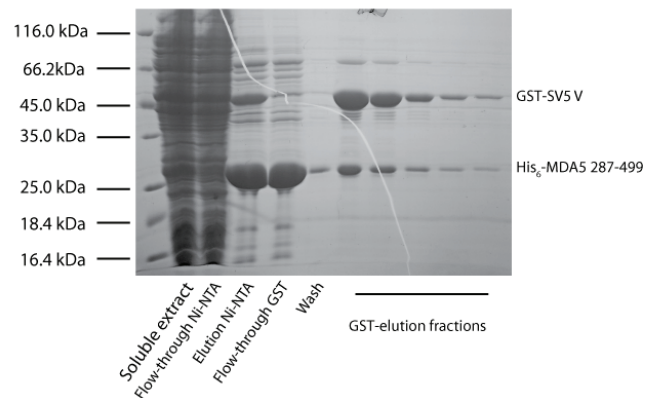 116.0 kDa
66.2kDa
45.0 kDa
35.0 kDa
25.0 kDa
18.4 kDa
16.4 kDa
GST-SV5 V
His6-MDA5 287-499
Soluble extract
Flow-through Ni-NTA
Elution Ni-NTA
Flow-through GST
Wash
GST-elution fractions